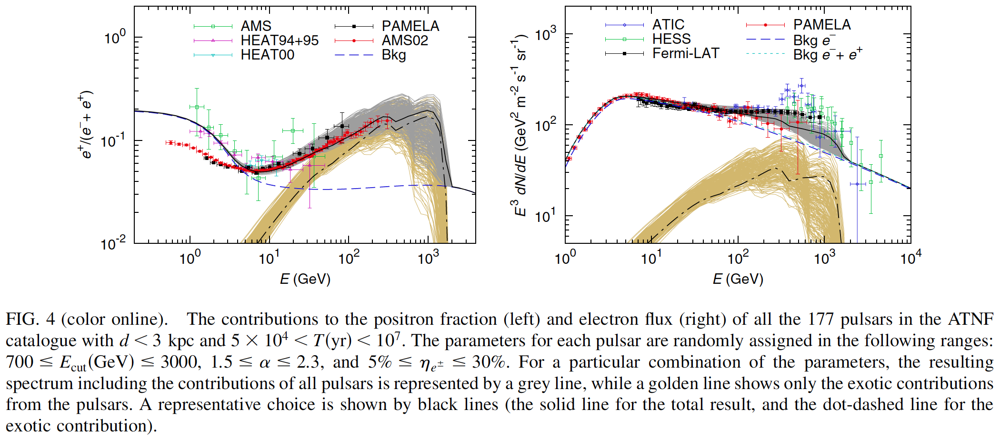 AMS
HEAT94+95
HEAT00
PAMELA
AMS02
Bkg
10^0
10^-1
10^-2
e^+/(e^- + e^+)
10^0 10^1 10^2 10^3
E (GeV)
ATIC
HESS
Fermi-LAT
PAMELA
Bkg e^-
Bkg e^- + e^+
10^3
10^2
10^1
E^3 dN/dE (GeV^2 m^-2 s^-1 sr^-1)
10^0 10^1 10^2 10^3 10^4
E (GeV)
FIG. 4 (color online). The contributions to the positron fraction (left) and electron flux (right) of all the 177 pulsars in the ATNF
catalogue with d < 3 kpc and 5 × 10^4 < T(yr) < 10^7. The parameters for each pulsar are randomly assigned in the following ranges:
700 ≤ E_cut(GeV) ≤ 3000, 1.5 ≤ α ≤ 2.3, and 5% ≤ η_e^± ≤ 30%. For a particular combination of the parameters, the resulting
spectrum including the contributions of all pulsars is represented by a grey line, while a golden line shows only the exotic contributions
from the pulsars. A representative choice is shown by black lines (the solid line for the total result, and the dot-dashed line for the
exotic contribution).